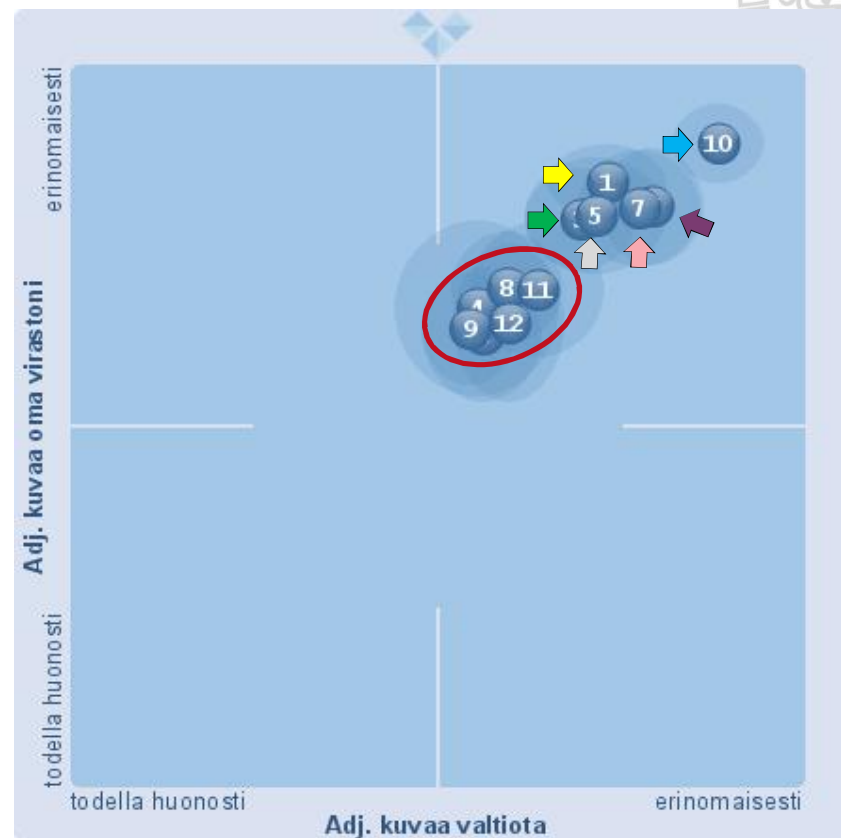 erinomaisesti
Adj. kuvaa oma virastoni
todella huonosti
10
1
5
7
8
11
4
9
12
todella huonosti
erinomaisesti
Adj. kuvaa valtiota